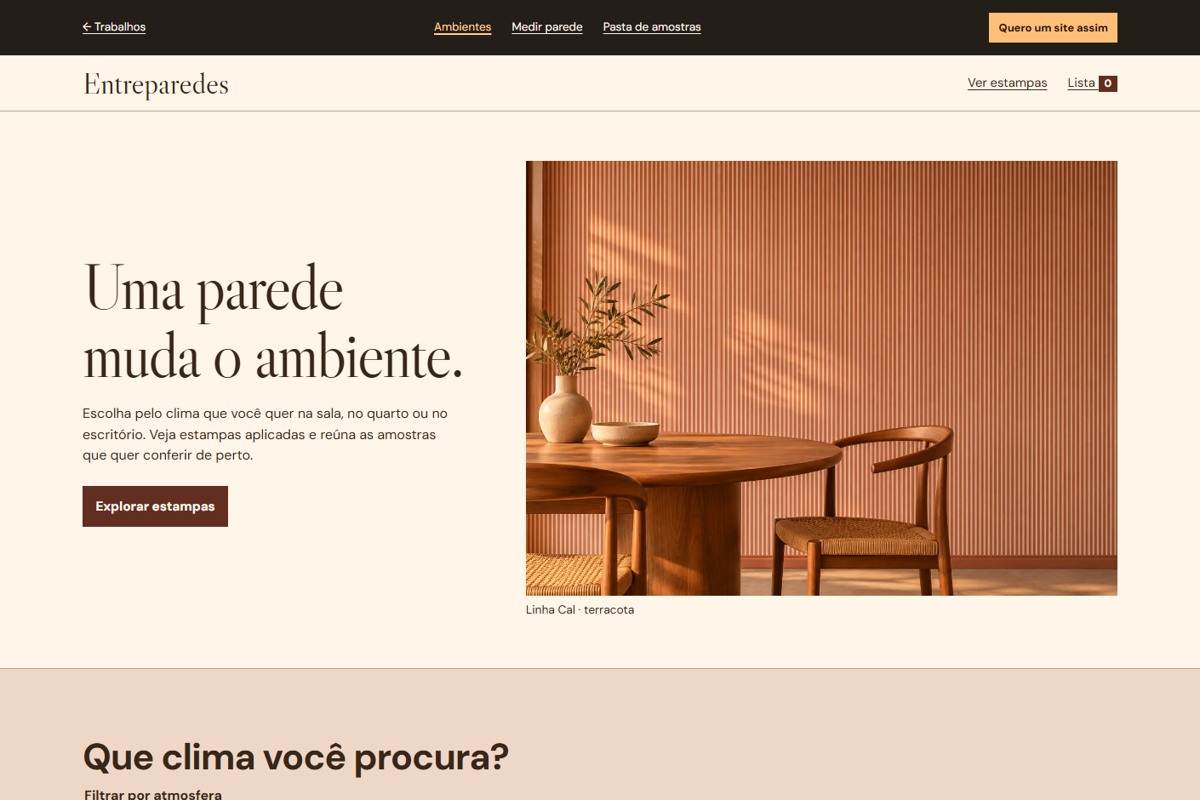 ← Trabalhos
Ambientes
Medir parede
Pasta de amostras
Quero um site assim
Entreparedes
Ver estampas
Lista 0
Uma parede
muda o ambiente.
Escolha pelo clima que você quer na sala, no quarto ou no
escritório. Veja estampas aplicadas e reúna as amostras
que quer conferir de perto.
Explorar estampas
Linha Cal · terracota
Que clima você procura?
Filtrar por atmosfera